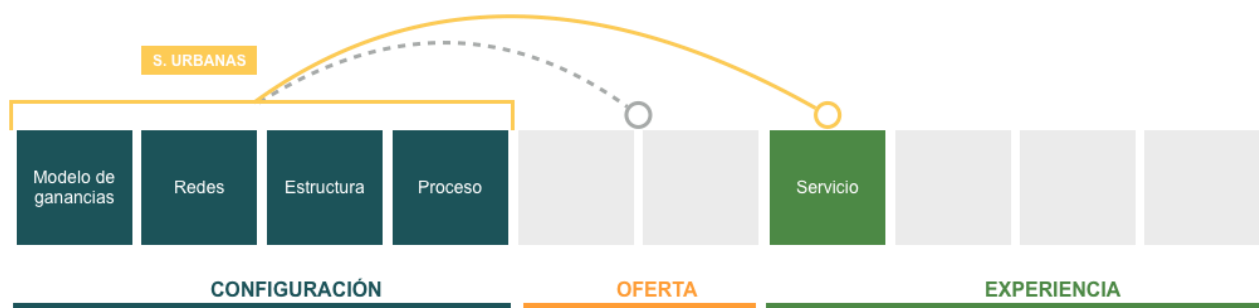 S. URBANAS
Modelo de
ganancias
Redes
Estructura
Proceso
Servicio
CONFIGURACIÓN
OFERTA
EXPERIENCIA